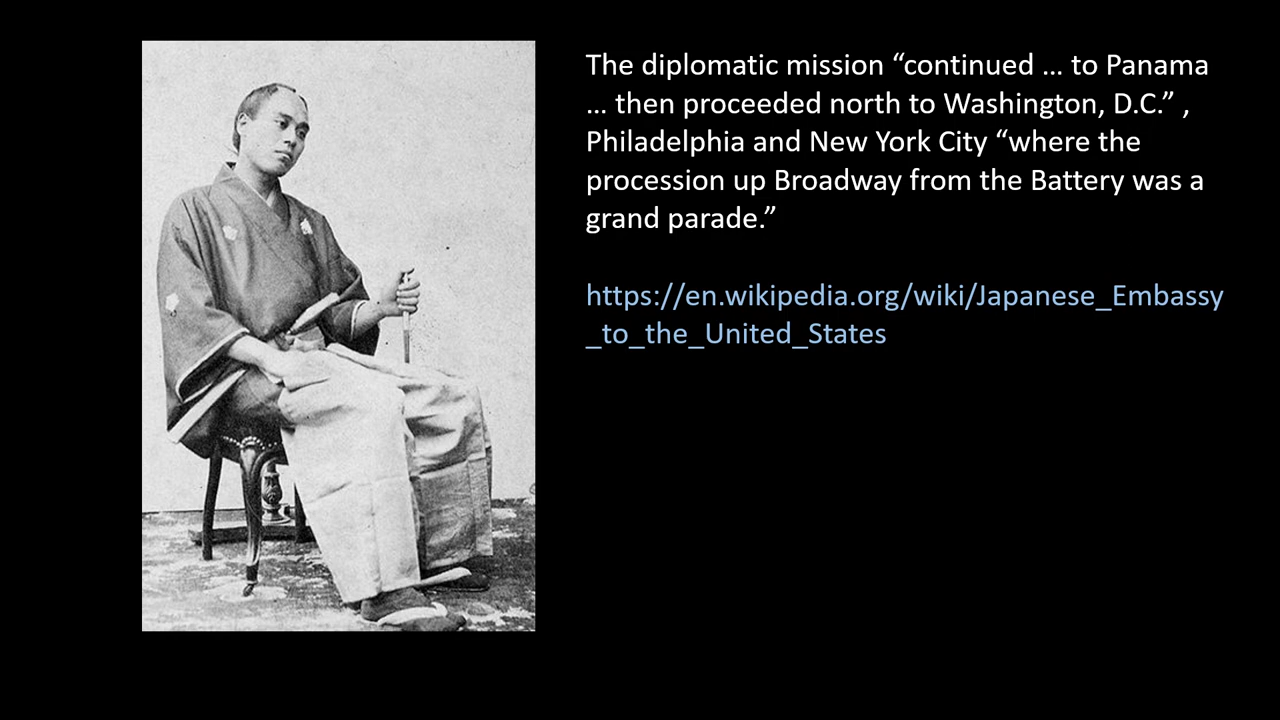 The diplomatic mission “continued … to Panama
… then proceeded north to Washington, D.C.” ,
Philadelphia and New York City “where the
procession up Broadway from the Battery was a
grand parade.”
https://en.wikipedia.org/wiki/Japanese_Embassy
_to_the_United_States